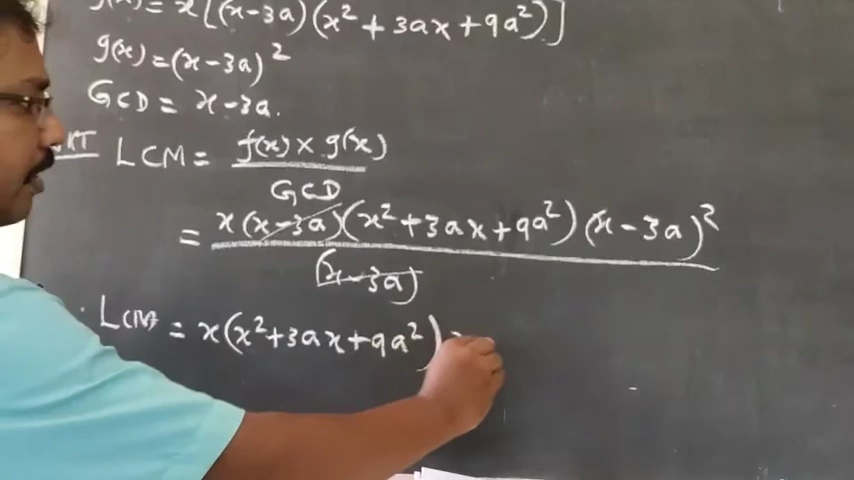 f(x) = x[(x-3a)(x²+3ax+9a²)]
g(x)=(x-3a)²
GCD = x-3a.
WKT LCM = f(x) × g(x) / GCD
= x(x-3a)(x²+3ax+9a²)(x-3a)² / (x-3a)
LCM = x(x²+3ax+9a²)